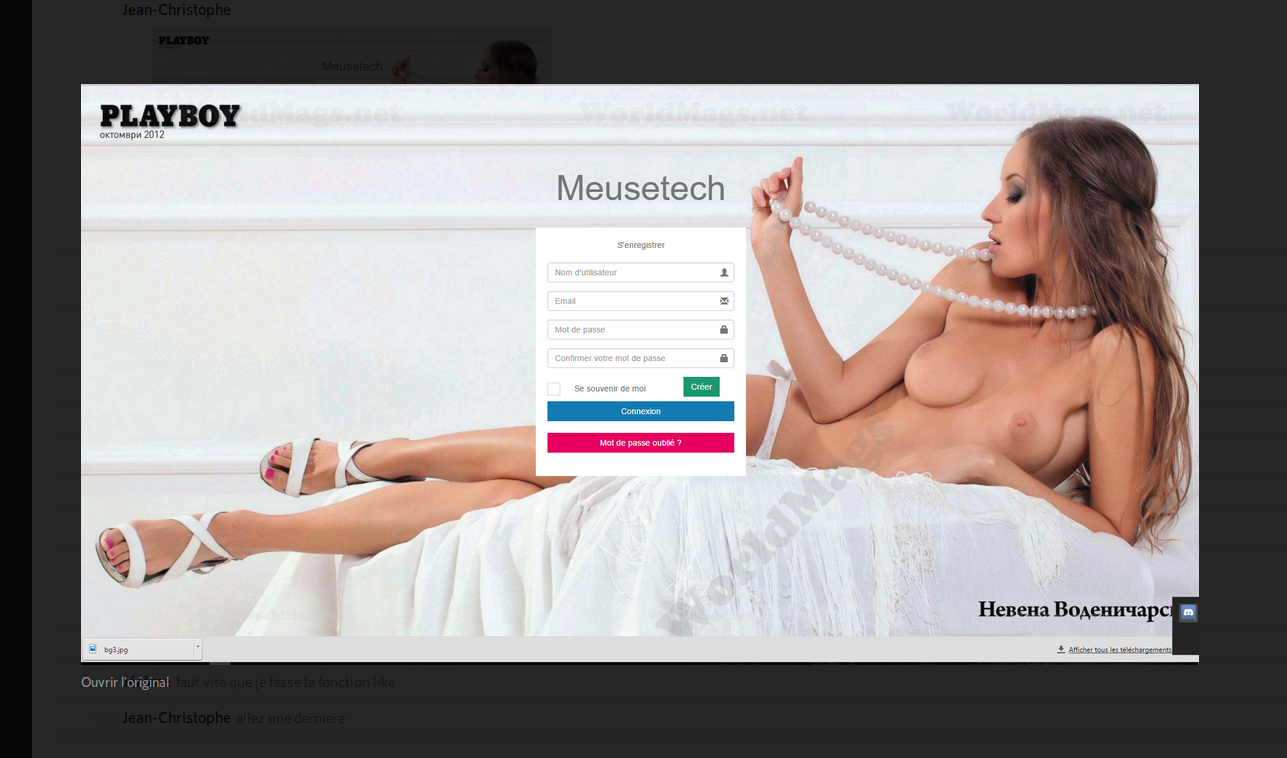 Jean-Christophe
PLAYBOY
Meusetech
PLAYBOY
октомври 2012
WorldMags.net
WorldMags.net
WorldMags.net
Meusetech
S'enregistrer
Nom d'utilisateur
Email
Mot de passe
Confirmer votre mot de passe
Se souvenir de moi
Créer
Connexion
Mot de passe oublié ?
WorldMags
Невена Воденичарс
bg3.jpg
Afficher tous les téléchargements
Ouvrir l'original
faut vite que je fasse la fonction like
Jean-Christophe allez une derniere